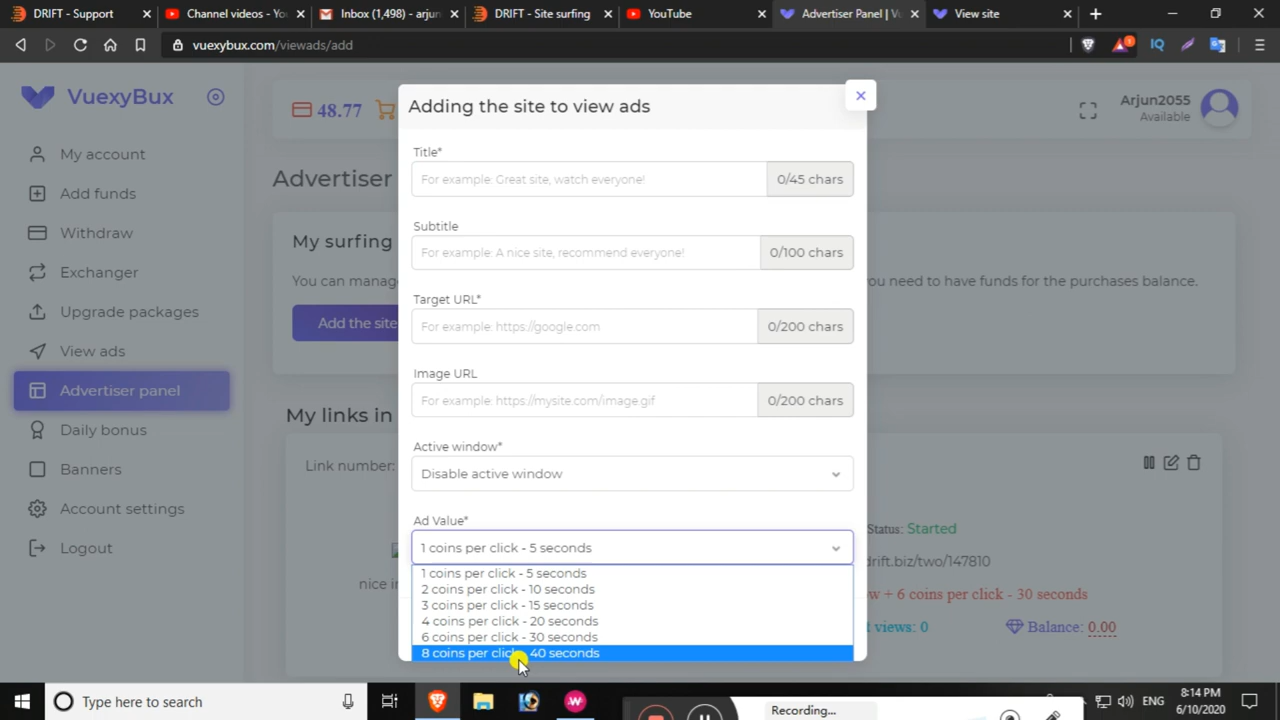 DRIFT - Support
Channel videos - Yo
Inbox (1,498) - arjun
DRIFT - Site surfing
YouTube
Advertiser Panel | Vu
View site
vuexybux.com/viewads/add
1
VuexyBux
48.77
Arjun2055
Available
My account
Add funds
Withdraw
Exchanger
Upgrade packages
View ads
Advertiser panel
Daily bonus
Banners
Account settings
Logout
Advertiser
My surfing
You can manag
you need to have funds for the purchases balance.
Add the site
My links in
Link number:
nice in
Status: Started
drift.biz/two/147810
ow + 6 coins per click - 30 seconds
t views: 0
Balance: 0.00
Adding the site to view ads
Title*
For example: Great site, watch everyone!
0/45 chars
Subtitle
For example: A nice site, recommend everyone!
0/100 chars
Target URL*
For example: https://google.com
0/200 chars
Image URL
For example: https://mysite.com/image.gif
0/200 chars
Active window*
Disable active window
Ad Value*
1 coins per click - 5 seconds
1 coins per click - 5 seconds
2 coins per click - 10 seconds
3 coins per click - 15 seconds
4 coins per click - 20 seconds
6 coins per click - 30 seconds
8 coins per click - 40 seconds
Type here to search
Recording...
ENG
8:14 PM
6/10/2020